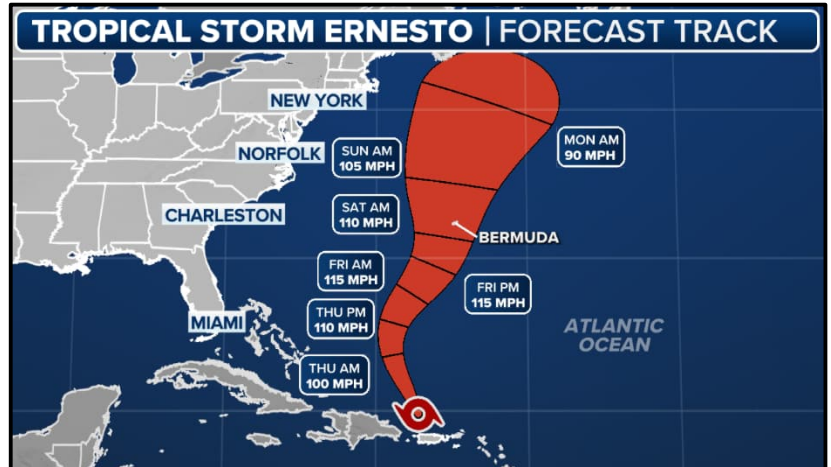 TROPICAL STORM ERNESTO | FORECAST TRACK
NEW YORK
MON AM
90 MPH
SUN AM
105 MPH
NORFOLK
SAT AM
110 MPH
CHARLESTON
BERMUDA
FRI AM
115 MPH
FRI PM
115 MPH
THU PM
110 MPH
MIAMI
ATLANTIC
OCEAN
THU AM
100 MPH